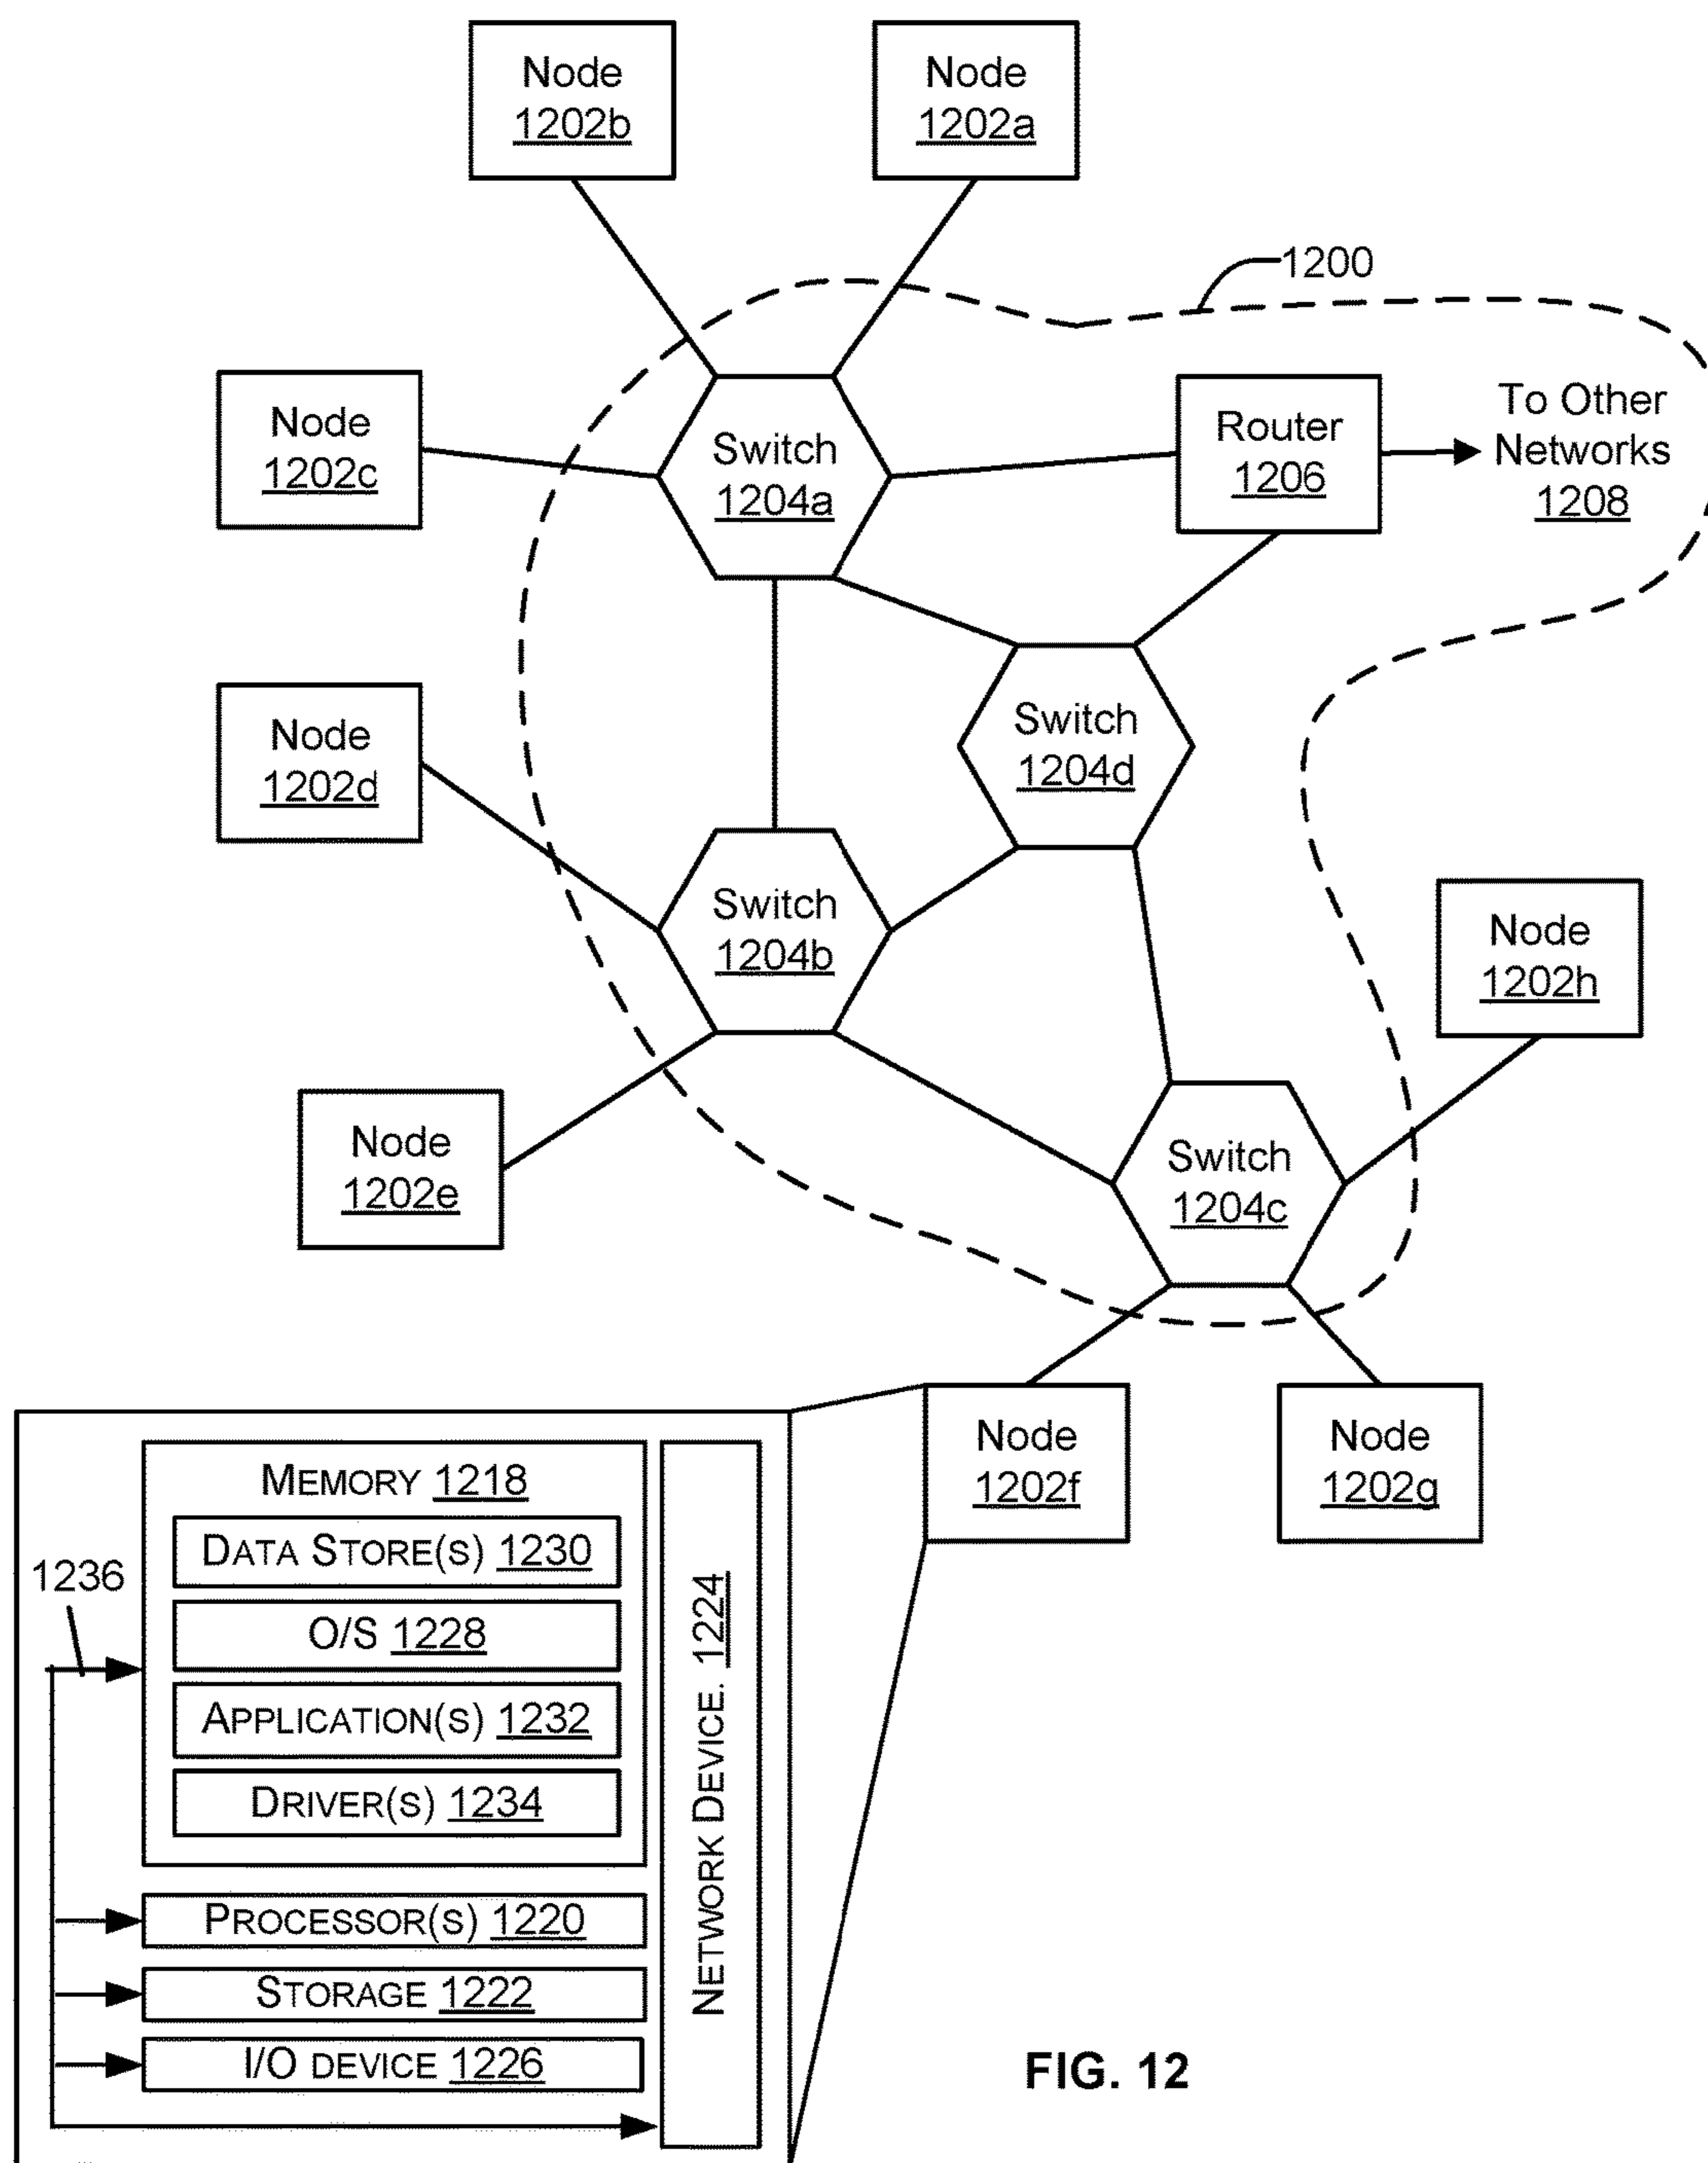 Node
1202b
Node
1202a
1200
Node
1202c
Switch
1204a
Router
1206
To Other
Networks
1208
Node
1202d
Switch
1204d
Switch
1204b
Node
1202h
Node
1202e
Switch
1204c
Node
1202f
Node
1202g
MEMORY 1218
DATA STORE(S) 1230
1236
O/S 1228
APPLICATION(S) 1232
DRIVER(S) 1234
NETWORK DEVICE. 1224
PROCESSOR(S) 1220
STORAGE 1222
I/O DEVICE 1226
FIG. 12